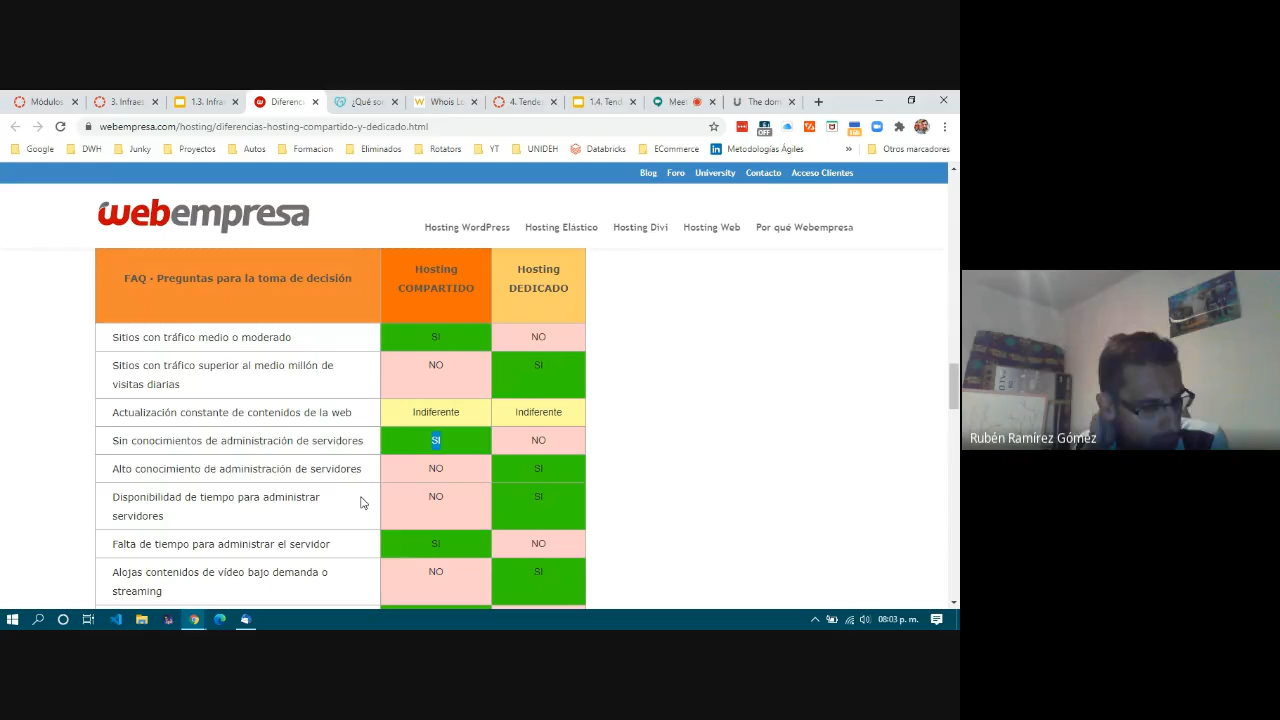 Módulos
3. Infraes
1.3. Infra
Diferenci
¿Qué son
Whois Lo
4. Tende
1.4. Tend
Meet
The dom
webempresa.com/hosting/diferencias-hosting-compartido-y-dedicado.html
OFF
Google
DWH
Junky
Proyectos
Autos
Formacion
Eliminados
Rotators
YT
UNIDEH
Databricks
ECommerce
Metodologías Ágiles
»
Otros marcadores
Blog
Foro
University
Contacto
Acceso Clientes
webempresa
Hosting WordPress
Hosting Elástico
Hosting Divi
Hosting Web
Por qué Webempresa
FAQ - Preguntas para la toma de decisión
Hosting
COMPARTIDO
Hosting
DEDICADO
Sitios con tráfico medio o moderado
SI
NO
Sitios con tráfico superior al medio millón de
visitas diarias
NO
SI
Actualización constante de contenidos de la web
Indiferente
Indiferente
Sin conocimientos de administración de servidores
SI
NO
Alto conocimiento de administración de servidores
NO
SI
Disponibilidad de tiempo para administrar
servidores
NO
SI
Falta de tiempo para administrar el servidor
SI
NO
Alojas contenidos de vídeo bajo demanda o
streaming
NO
SI
08:03 p. m.
Rubén Ramírez Gómez